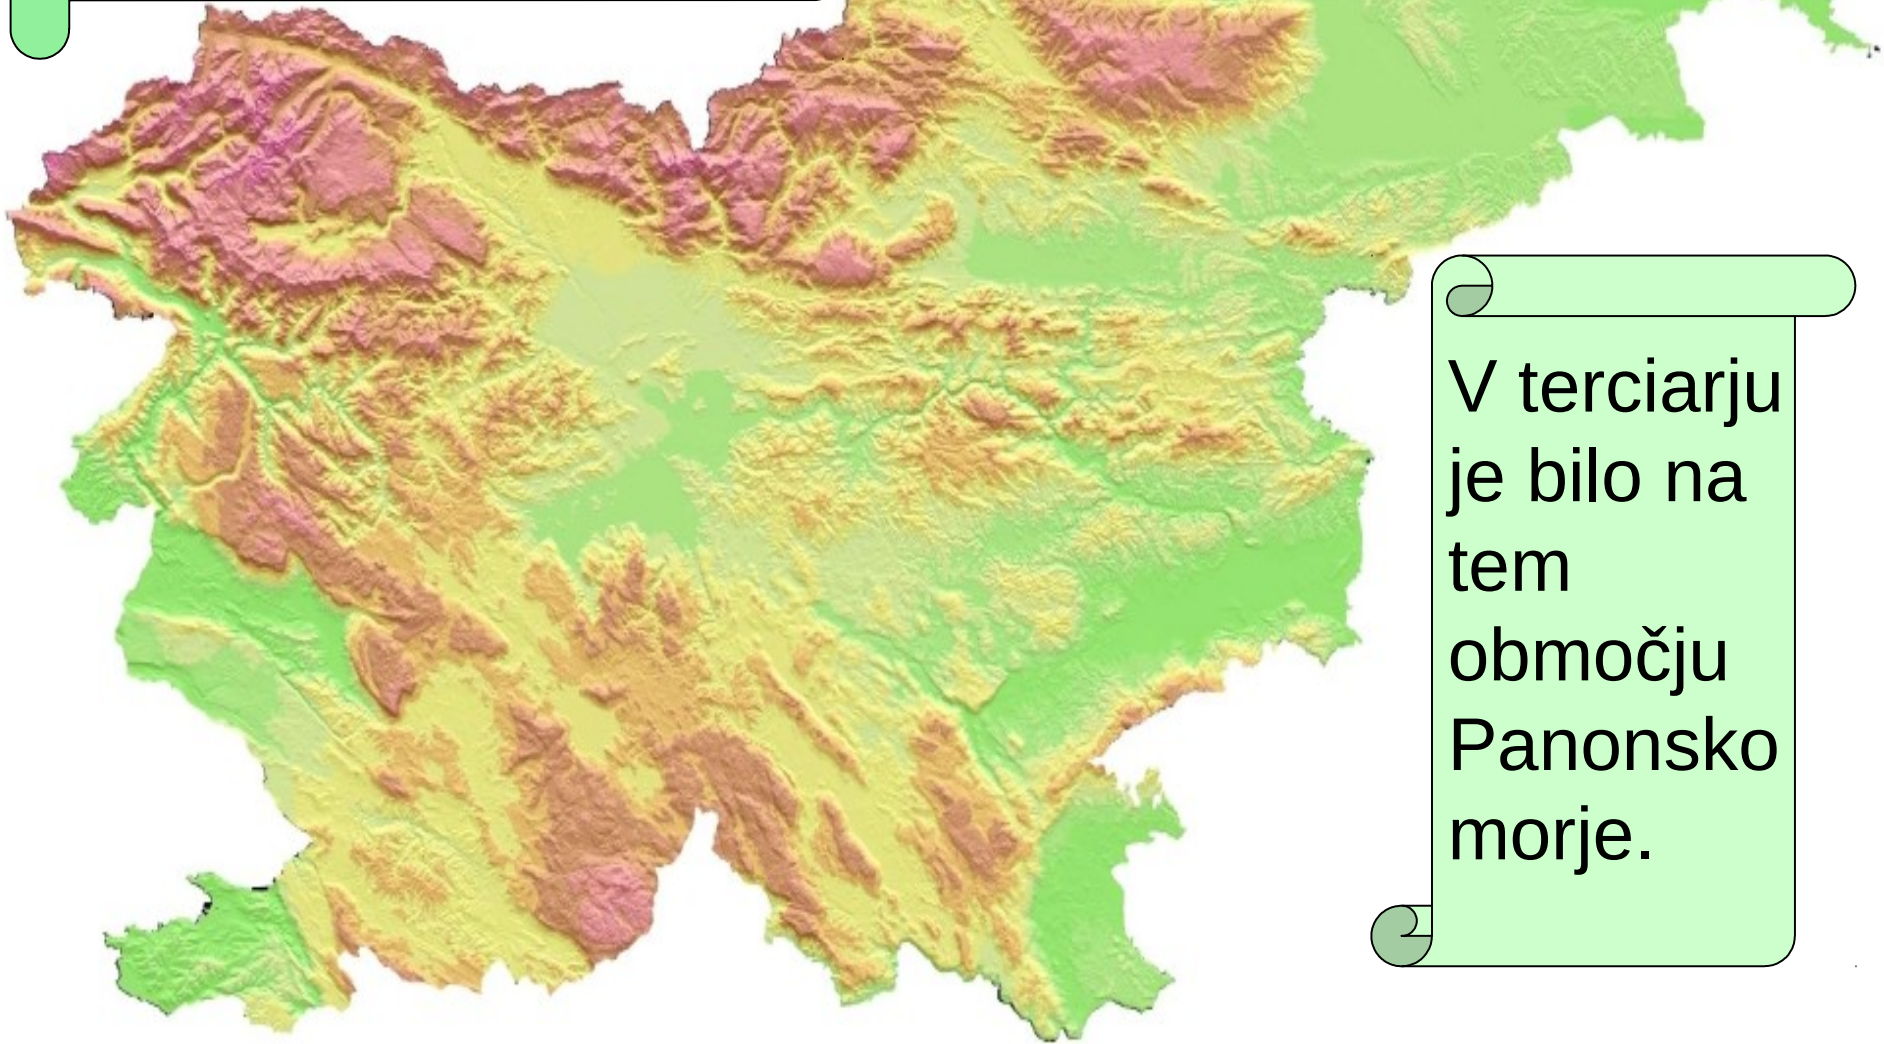 V terciarju
je bilo na
tem
območju
Panonsko
morje.